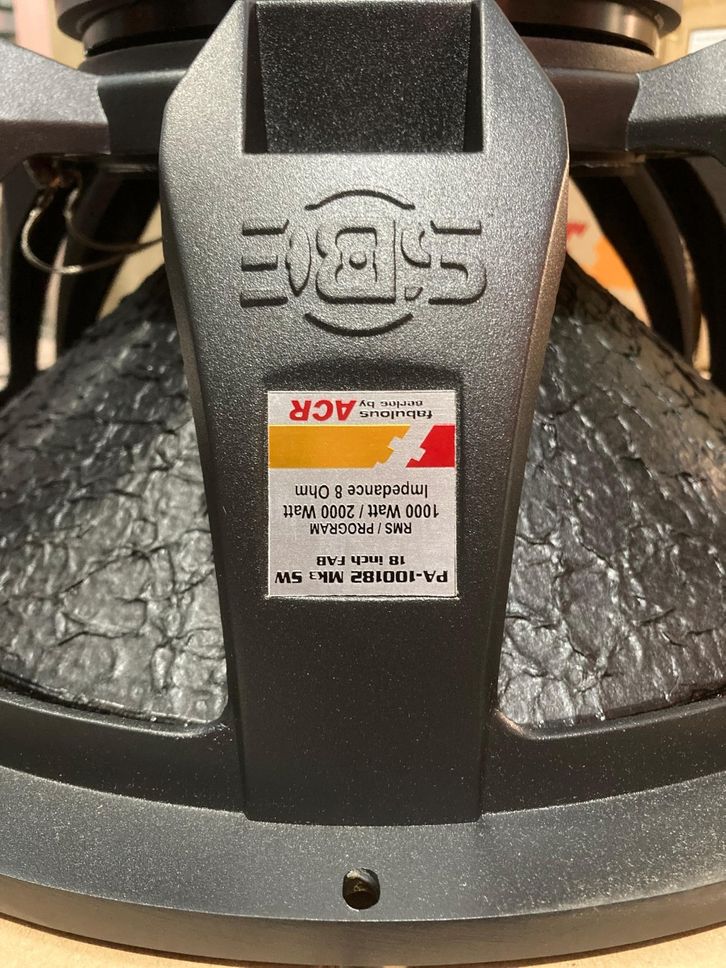 PA-100182 MK3 SW
18 inch FAB
RMS / PROGRAM
1000 Watt / 2000 Watt
Impedance 8 Ohm
fabulous
series by ACR